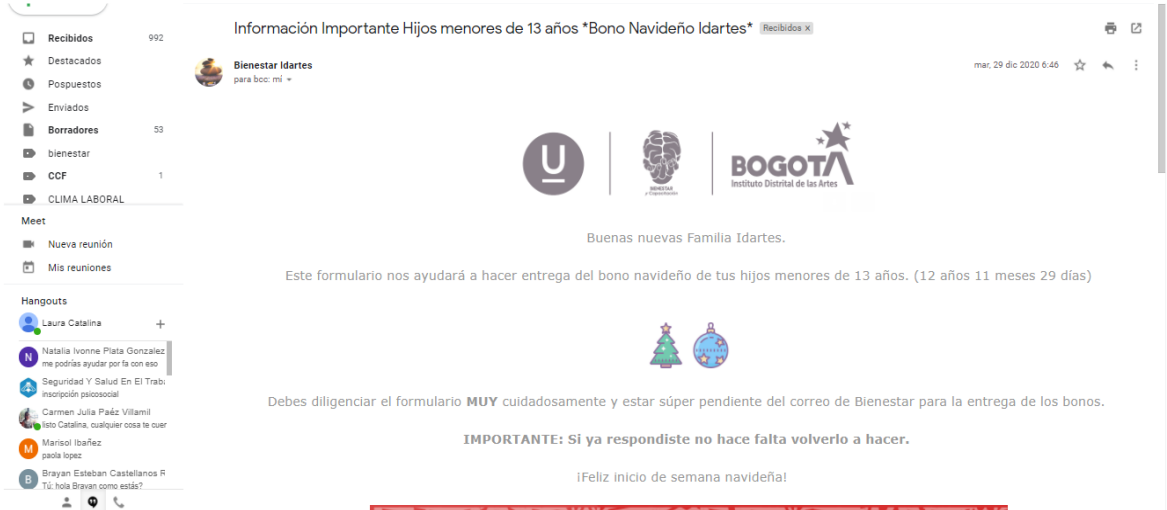 Recibidos 992
Destacados
Pospuestos
Enviados
Borradores 53
bienestar
CCF 1
CLIMA LABORAL
Meet
Nueva reunión
Mis reuniones
Hangouts
Laura Catalina
N
Natalia Ivonne Plata Gonzalez
me podrías ayudar por fa con eso
Seguridad Y Salud En El Traba
inscripción psicosocial
Carmen Julia Paéz Villamil
listo Catalina, cualquier cosa te cuer
M
Marisol Ibañez
paola lopez
B
Brayan Esteban Castellanos R
Tú: hola Brayan como estás?
Información Importante Hijos menores de 13 años *Bono Navideño Idartes* Recibidos x
Bienestar Idartes
mar, 29 dic 2020 6:46
para bcc: mí
U
BIENESTAR
y Capacitación
BOGOTÁ
Instituto Distrital de las Artes
Buenas nuevas Familia Idartes.
Este formulario nos ayudará a hacer entrega del bono navideño de tus hijos menores de 13 años. (12 años 11 meses 29 días)
Debes diligenciar el formulario MUY cuidadosamente y estar súper pendiente del correo de Bienestar para la entrega de los bonos.
IMPORTANTE: Si ya respondiste no hace falta volverlo a hacer.
¡Feliz inicio de semana navideña!